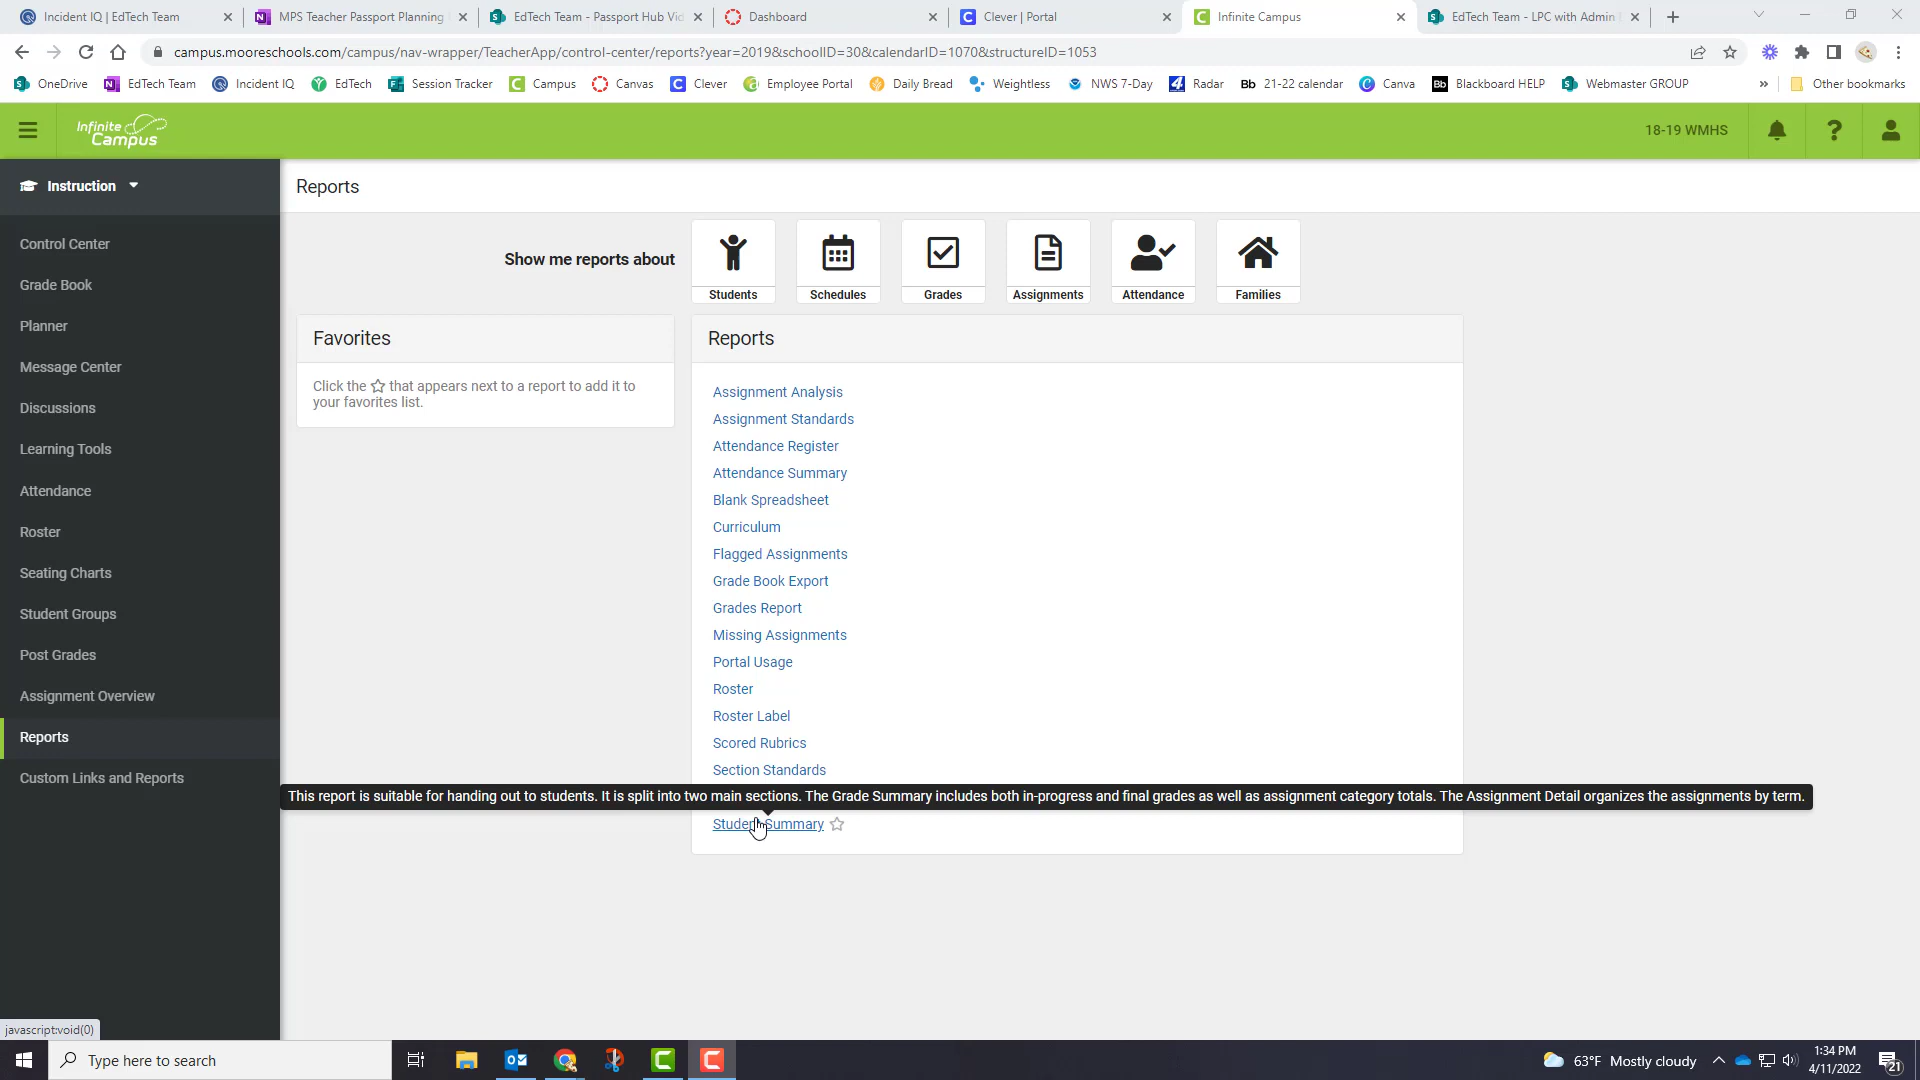 Incident IQ | EdTech Team
MPS Teacher Passport Planning
EdTech Team - Passport Hub Vid
Dashboard
Clever | Portal
Infinite Campus
EdTech Team - LPC with Admin
campus.mooreschools.com/campus/nav-wrapper/TeacherApp/control-center/reports?year=2019&schoolID=30&calendarID=1070&structureID=1053
OneDrive
EdTech Team
Incident IQ
EdTech
Session Tracker
Campus
Canvas
Clever
Employee Portal
Daily Bread
Weightless
NWS 7-Day
Radar
Bb 21-22 calendar
Canva
Bb Blackboard HELP
Webmaster GROUP
»
Other bookmarks
Infinite Campus
18-19 WMHS
Instruction
Reports
Control Center
Grade Book
Planner
Message Center
Discussions
Learning Tools
Attendance
Roster
Seating Charts
Student Groups
Post Grades
Assignment Overview
Reports
Custom Links and Reports
Show me reports about
Students
Schedules
Grades
Assignments
Attendance
Families
Favorites
Click the ☆ that appears next to a report to add it to
your favorites list.
Reports
Assignment Analysis
Assignment Standards
Attendance Register
Attendance Summary
Blank Spreadsheet
Curriculum
Flagged Assignments
Grade Book Export
Grades Report
Missing Assignments
Portal Usage
Roster
Roster Label
Scored Rubrics
Section Standards
This report is suitable for handing out to students. It is split into two main sections. The Grade Summary includes both in-progress and final grades as well as assignment category totals. The Assignment Detail organizes the assignments by term.
Student Summary
javascript:void(0)
Type here to search
63°F Mostly cloudy
1:34 PM
4/11/2022
21